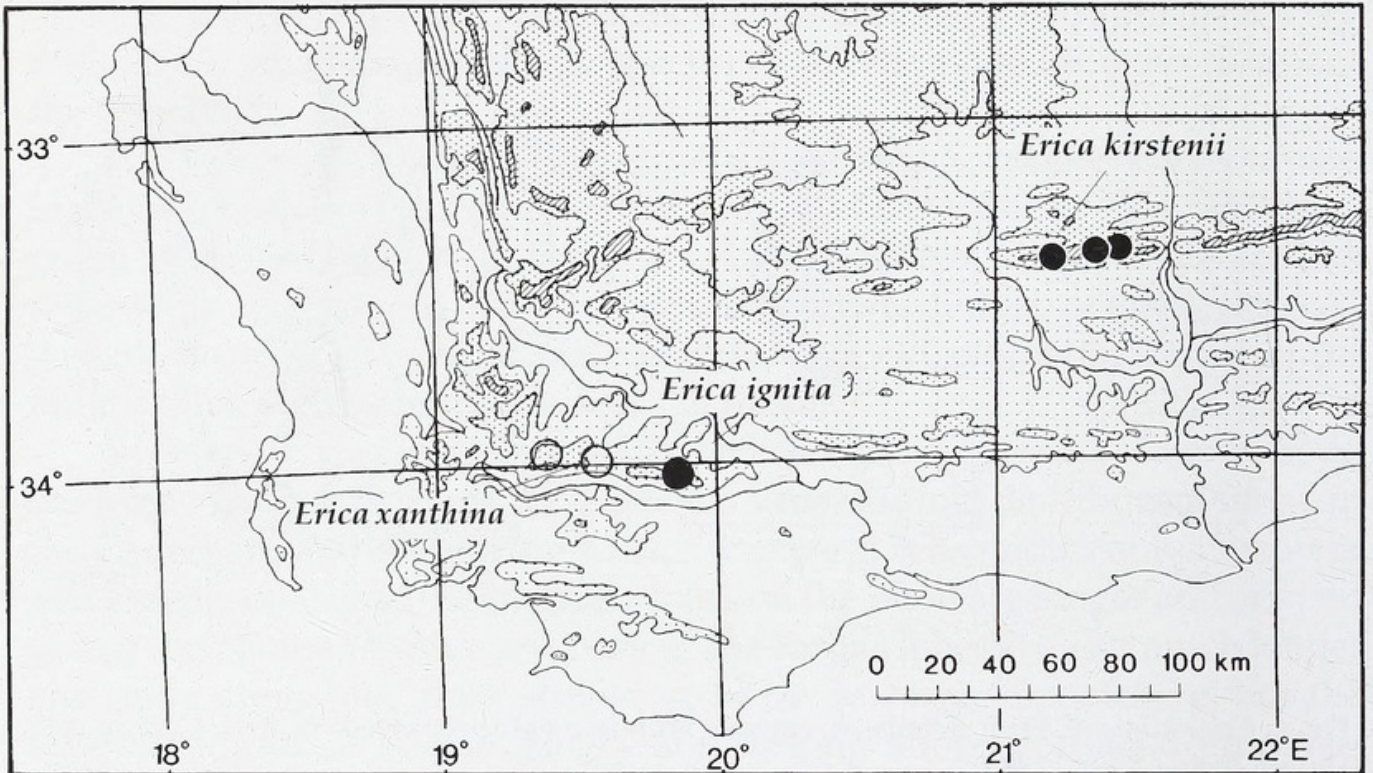 33°
Erica kirstenii
Erica ignita
34°
Erica xanthina
0 20 40 60 80 100 km
18° 19° 20° 21° 22°E